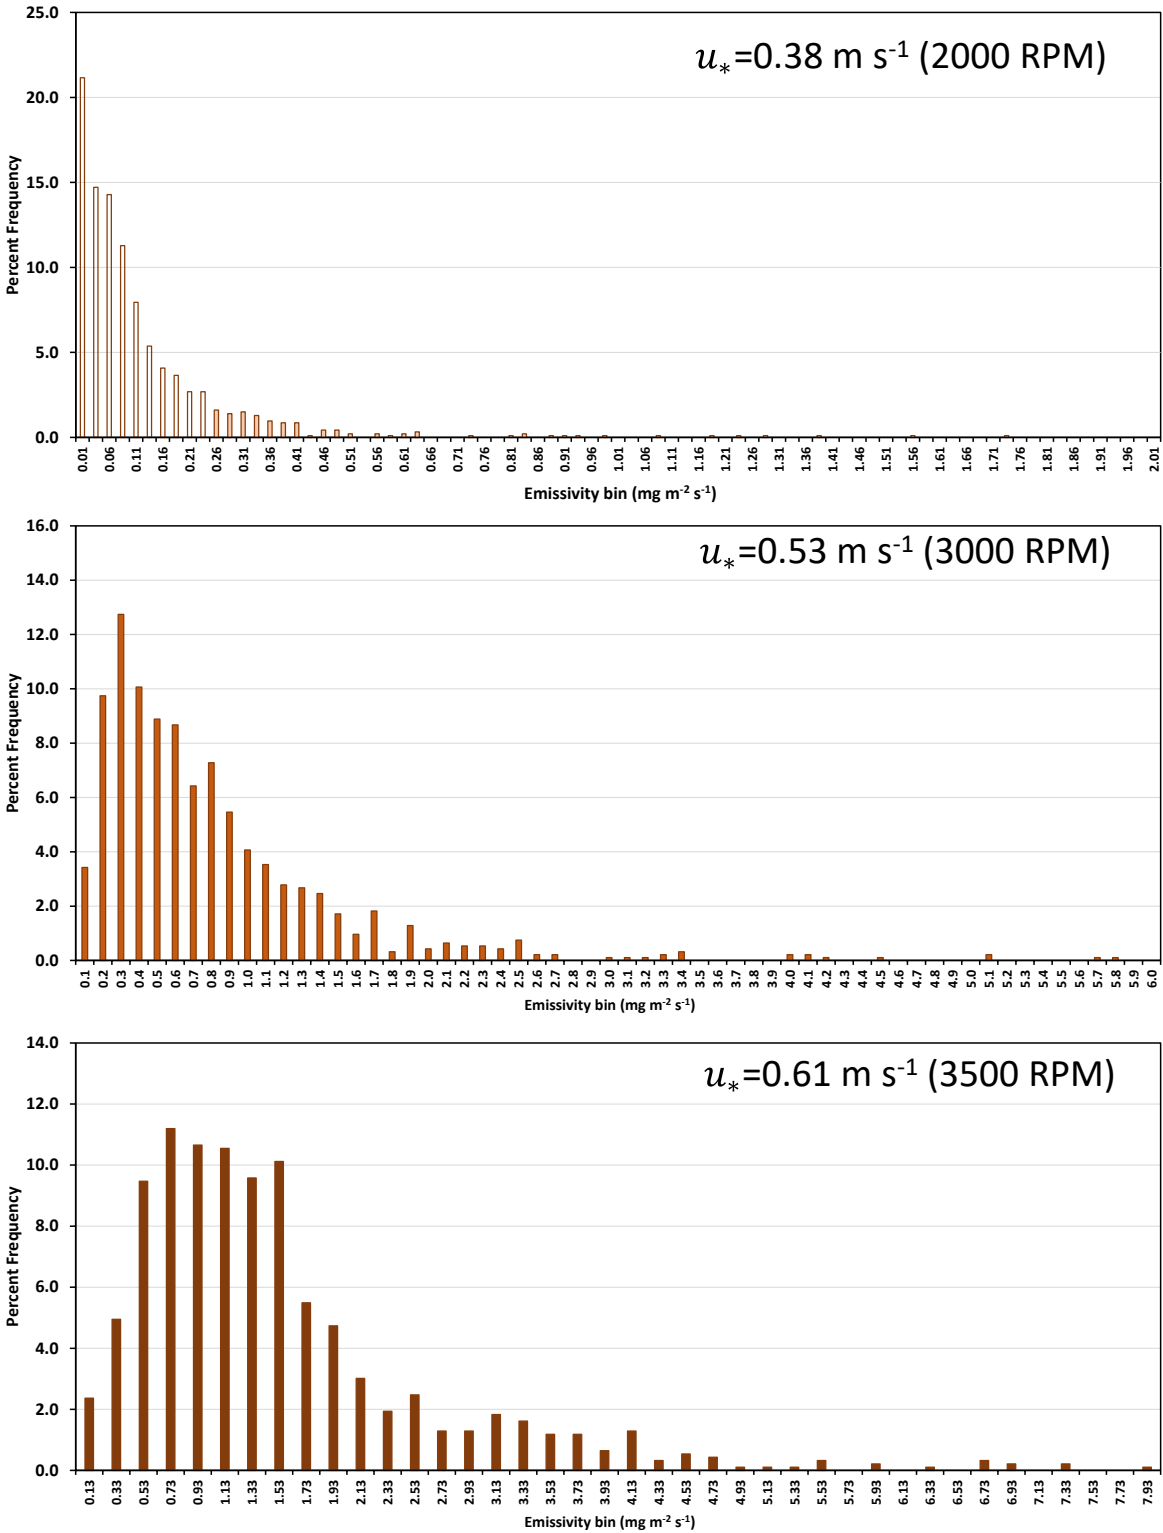 25.0
20.0
15.0
10.0
5.0
0.0
Percent Frequency
u*=0.38 m s-1 (2000 RPM)
0.01 0.06 0.11 0.16 0.21 0.26 0.31 0.36 0.41 0.46 0.51 0.56 0.61 0.66 0.71 0.76 0.81 0.86 0.91 0.96 1.01 1.06 1.11 1.16 1.21 1.26 1.31 1.36 1.41 1.46 1.51 1.56 1.61 1.66 1.71 1.76 1.81 1.86 1.91 1.96 2.01
Emissivity bin (mg m-2 s-1)
16.0
14.0
12.0
10.0
8.0
6.0
4.0
2.0
0.0
Percent Frequency
u*=0.53 m s-1 (3000 RPM)
0.1 0.2 0.3 0.4 0.5 0.6 0.7 0.8 0.9 1.0 1.1 1.2 1.3 1.4 1.5 1.6 1.7 1.8 1.9 2.0 2.1 2.2 2.3 2.4 2.5 2.6 2.7 2.8 2.9 3.0 3.1 3.2 3.3 3.4 3.5 3.6 3.7 3.8 3.9 4.0 4.1 4.2 4.3 4.4 4.5 4.6 4.7 4.8 4.9 5.0 5.1 5.2 5.3 5.4 5.5 5.6 5.7 5.8 5.9 6.0
Emissivity bin (mg m-2 s-1)
14.0
12.0
10.0
8.0
6.0
4.0
2.0
0.0
Percent Frequency
u*=0.61 m s-1 (3500 RPM)
0.13 0.33 0.53 0.73 0.93 1.13 1.33 1.53 1.73 1.93 2.13 2.33 2.53 2.73 2.93 3.13 3.33 3.53 3.73 3.93 4.13 4.33 4.53 4.73 4.93 5.13 5.33 5.53 5.73 5.93 6.13 6.33 6.53 6.73 6.93 7.13 7.33 7.53 7.73 7.93
Emissivity bin (mg m-2 s-1)